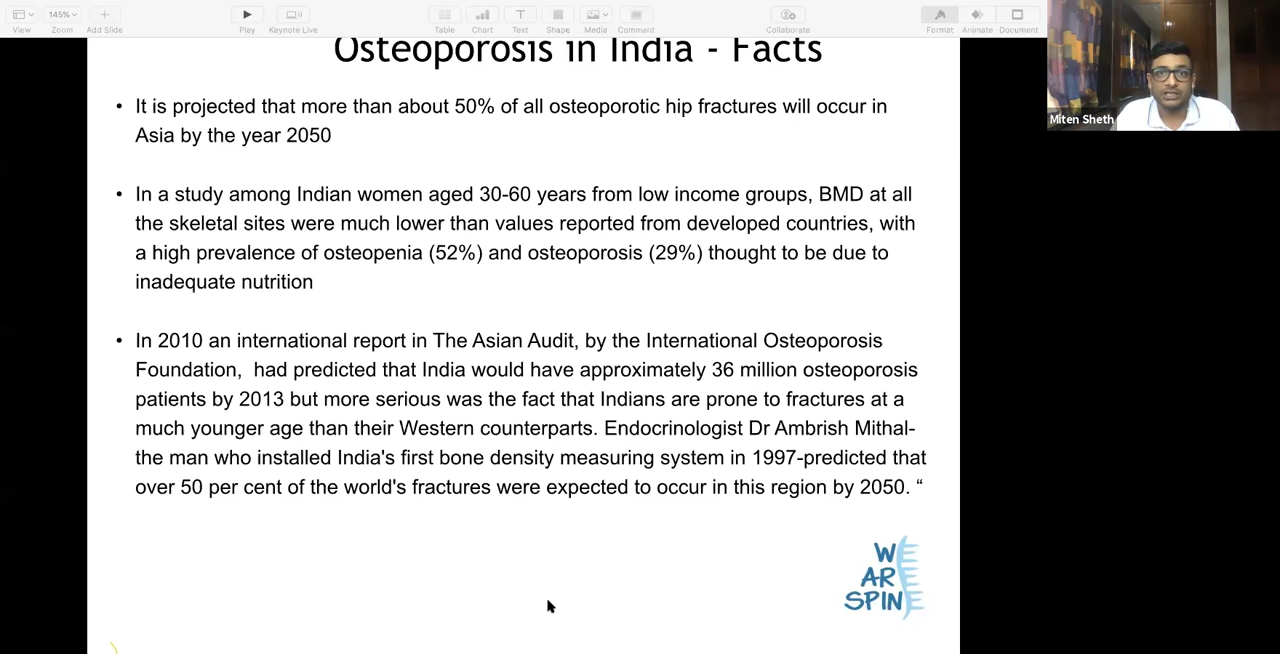 145%
View
Zoom
Add Slide
Play
Keynote Live
Table
Chart
Text
Shape
Media
Comment
Collaborate
Format
Animate
Document
Osteoporosis in India - Facts
• It is projected that more than about 50% of all osteoporotic hip fractures will occur in
Asia by the year 2050
• In a study among Indian women aged 30-60 years from low income groups, BMD at all
the skeletal sites were much lower than values reported from developed countries, with
a high prevalence of osteopenia (52%) and osteoporosis (29%) thought to be due to
inadequate nutrition
• In 2010 an international report in The Asian Audit, by the International Osteoporosis
Foundation,  had predicted that India would have approximately 36 million osteoporosis
patients by 2013 but more serious was the fact that Indians are prone to fractures at a
much younger age than their Western counterparts. Endocrinologist Dr Ambrish Mithal-
the man who installed India's first bone density measuring system in 1997-predicted that
over 50 per cent of the world's fractures were expected to occur in this region by 2050. “
WE
ARE
SPINE
Miten Sheth